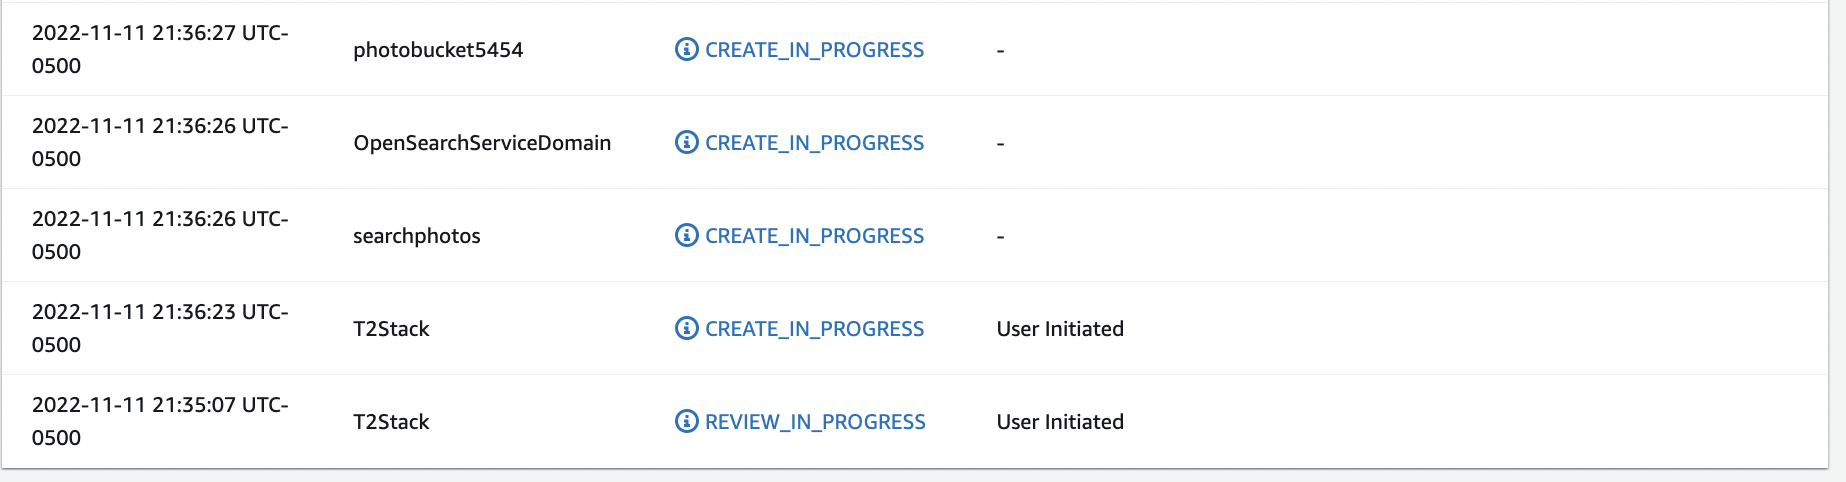 2022-11-11 21:36:27 UTC-
0500
photobucket5454
CREATE_IN_PROGRESS
-
2022-11-11 21:36:26 UTC-
0500
OpenSearchServiceDomain
CREATE_IN_PROGRESS
-
2022-11-11 21:36:26 UTC-
0500
searchphotos
CREATE_IN_PROGRESS
-
2022-11-11 21:36:23 UTC-
0500
T2Stack
CREATE_IN_PROGRESS
User Initiated
2022-11-11 21:35:07 UTC-
0500
T2Stack
REVIEW_IN_PROGRESS
User Initiated